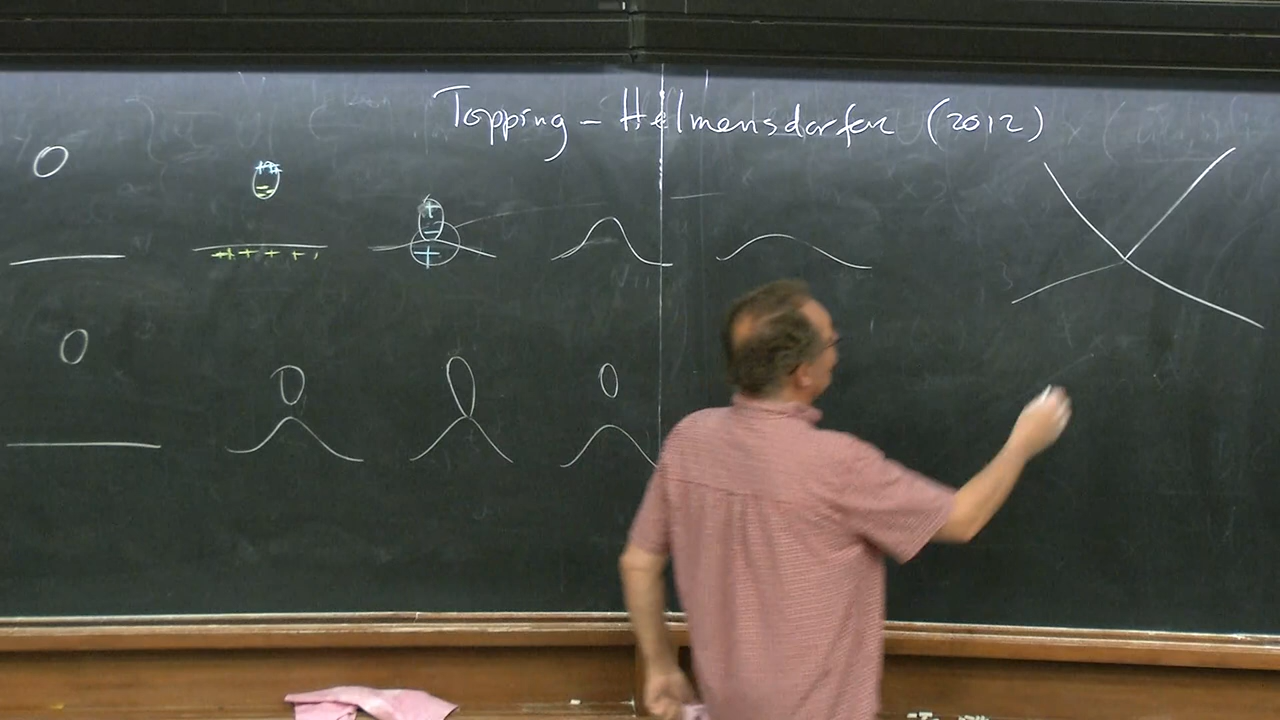 Topping – Helmensdorfer (2012)
++
--
++ + + +,
+
-
+